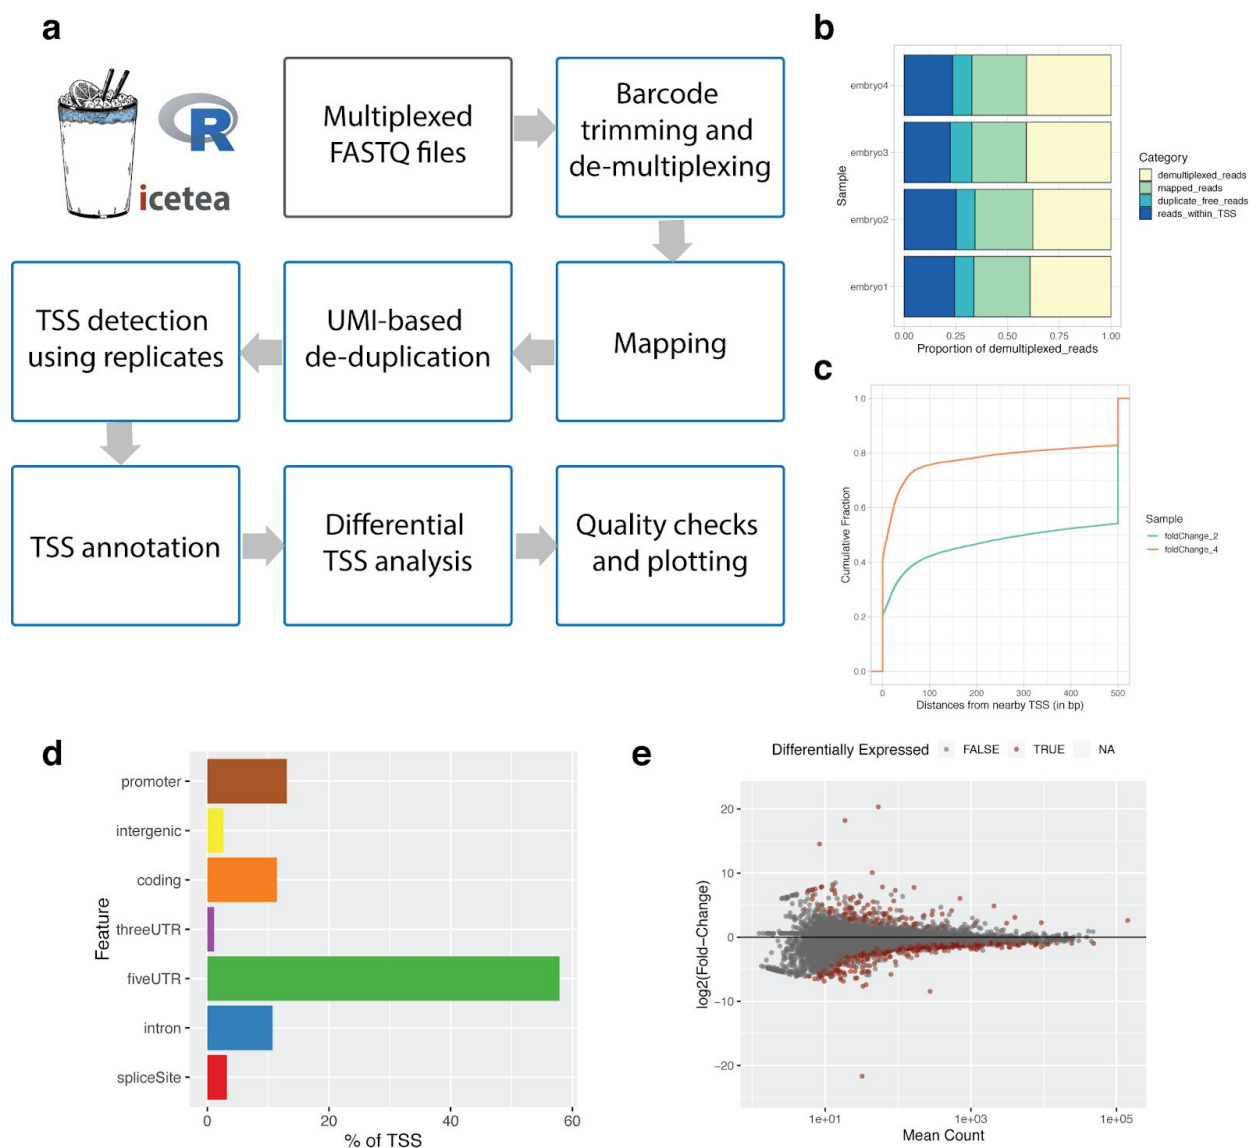 a
R
icetea
Multiplexed
FASTQ files
Barcode
trimming and
de-multiplexing
Mapping
UMI-based
de-duplication
TSS detection
using replicates
TSS annotation
Differential
TSS analysis
Quality checks
and plotting
b
Sample
embryo4
embryo3
embryo2
embryo1
0.00 0.25 0.50 0.75 1.00
Proportion of demultiplexed_reads
Category
demultiplexed_reads
mapped_reads
duplicate_free_reads
reads_within_TSS
c
Cumulative Fraction
1.0
0.8
0.6
0.4
0.2
0.0
0 100 200 300 400 500
Distances from nearby TSS (in bp)
Sample
foldChange_2
foldChange_4
d
Feature
promoter
intergenic
coding
threeUTR
fiveUTR
intron
spliceSite
0 20 40 60
% of TSS
e
Differentially Expressed FALSE TRUE NA
log2(Fold-Change)
20
10
0
-10
-20
1e+01 1e+03 1e+05
Mean Count